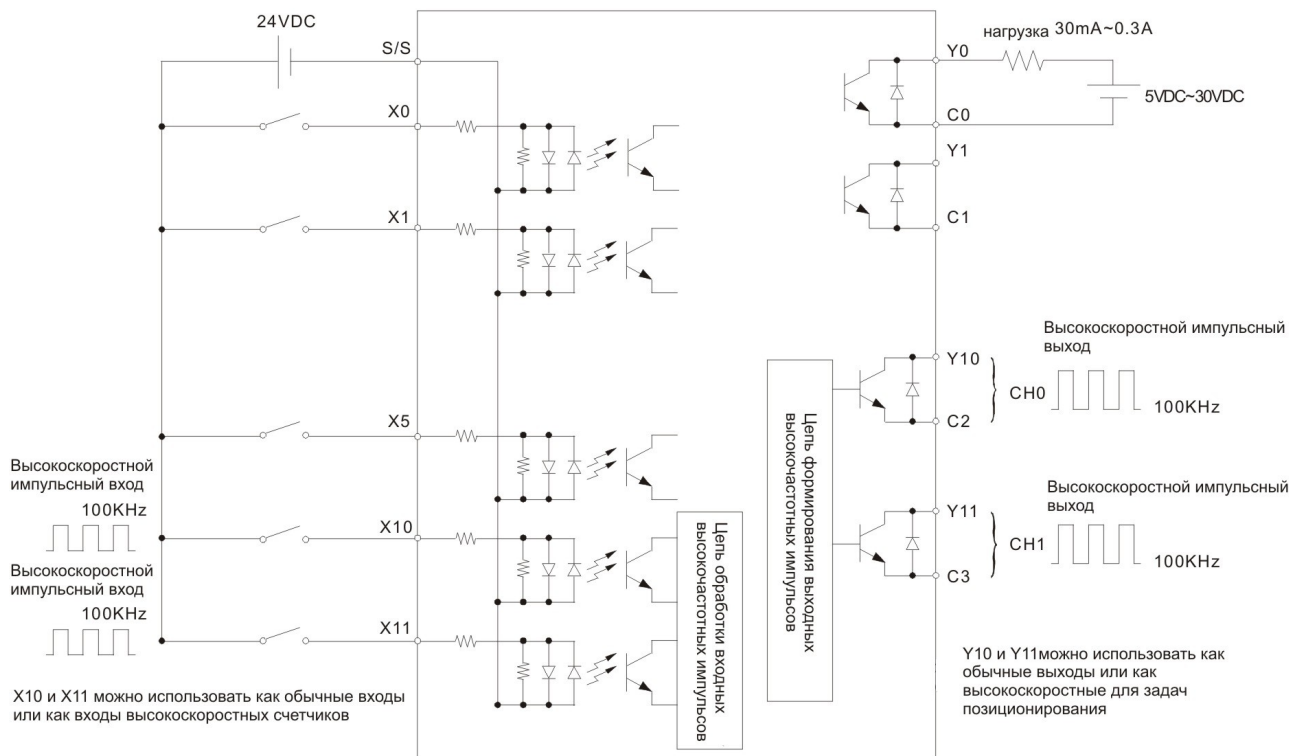 24VDC
S/S
X0
X1
X5
Высокоскоростной
импульсный вход
100KHz
X10
Высокоскоростной
импульсный вход
100KHz
X11
X10 и X11 можно использовать как обычные входы
или как входы высокоскоростных счетчиков
Цепь обработки входных
высокочастотных импульсов
Цепь формирования выходных
высокочастотных импульсов
Y0
нагрузка 30mA~0.3A
5VDC~30VDC
C0
Y1
C1
Высокоскоростной импульсный
выход
Y10
CH0
100KHz
C2
Высокоскоростной импульсный
выход
Y11
CH1
100KHz
C3
Y10 и Y11можно использовать как
обычные выходы или как
высокоскоростные для задач
позиционирования